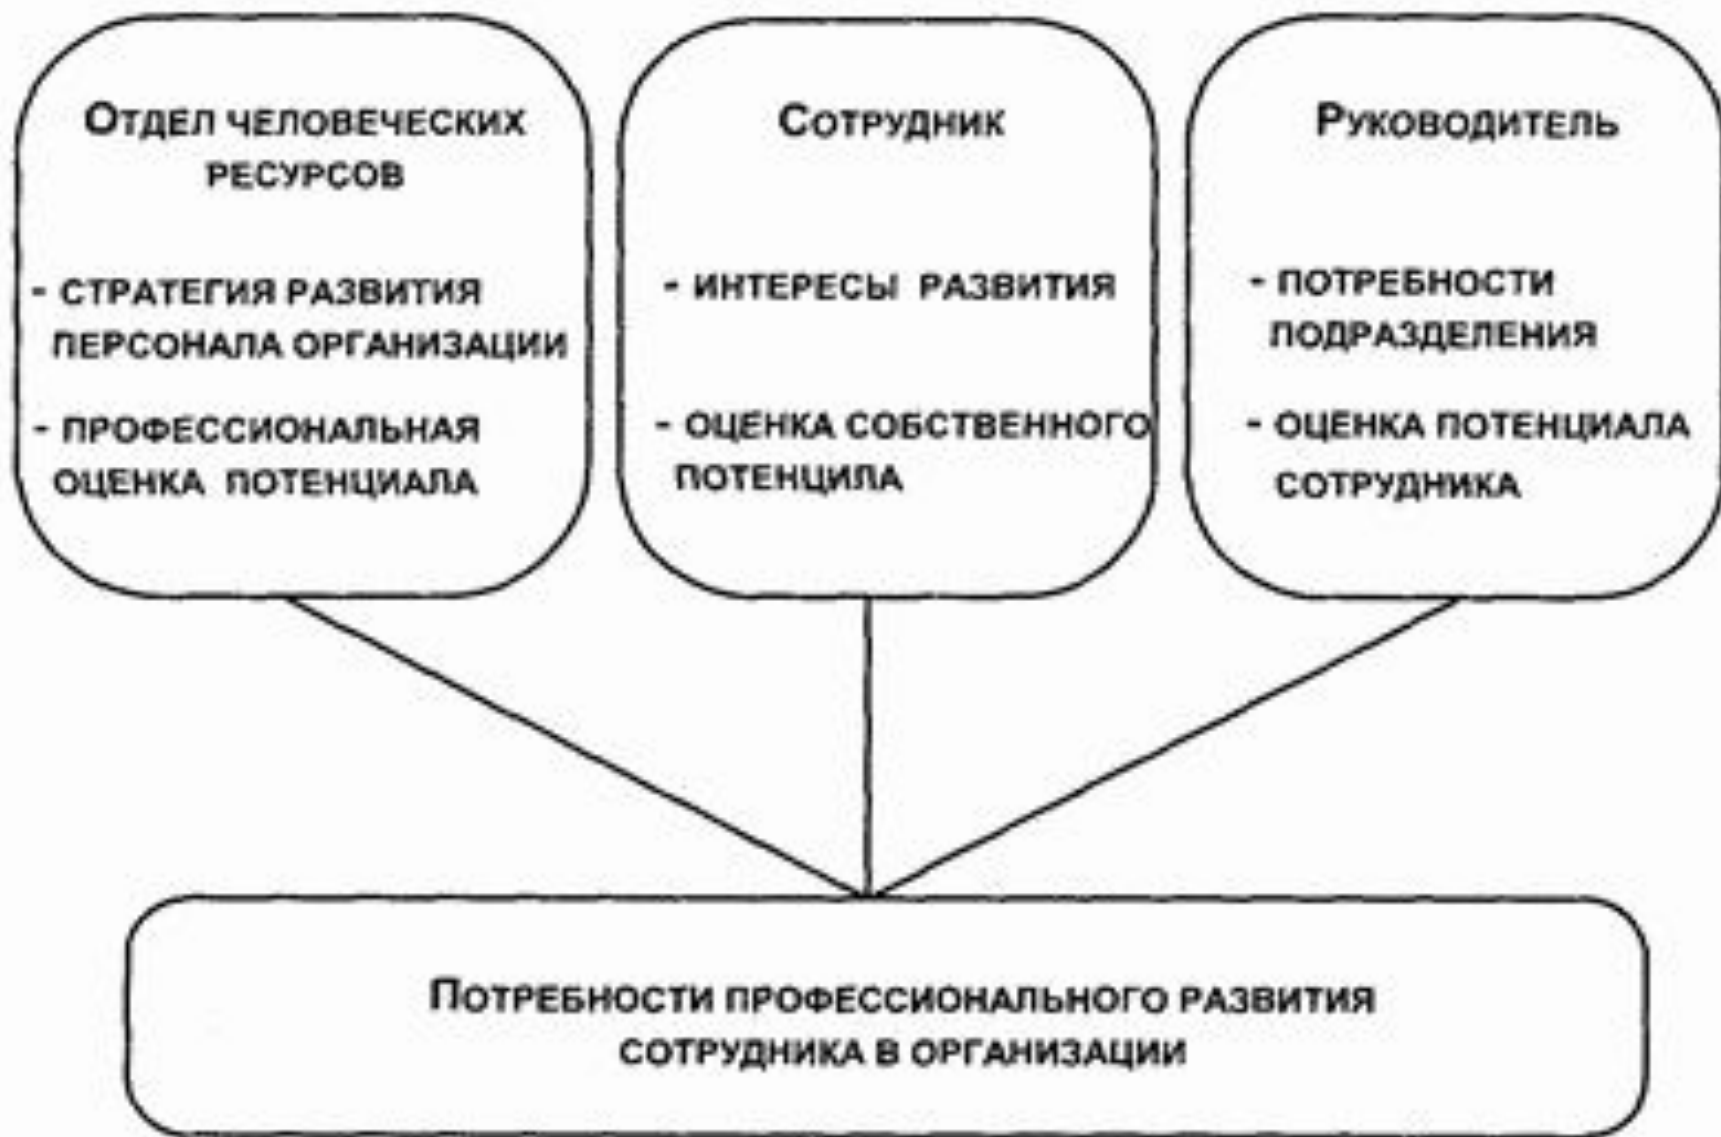 Отдел человеческих
ресурсов
- стратегия развития
персонала организации
- профессиональная
оценка потенциала
Сотрудник
- интересы развития
- оценка собственного
потенцила
Руководитель
- потребности
подразделения
- оценка потенциала
сотрудника
Потребности профессионального развития
сотрудника в организации